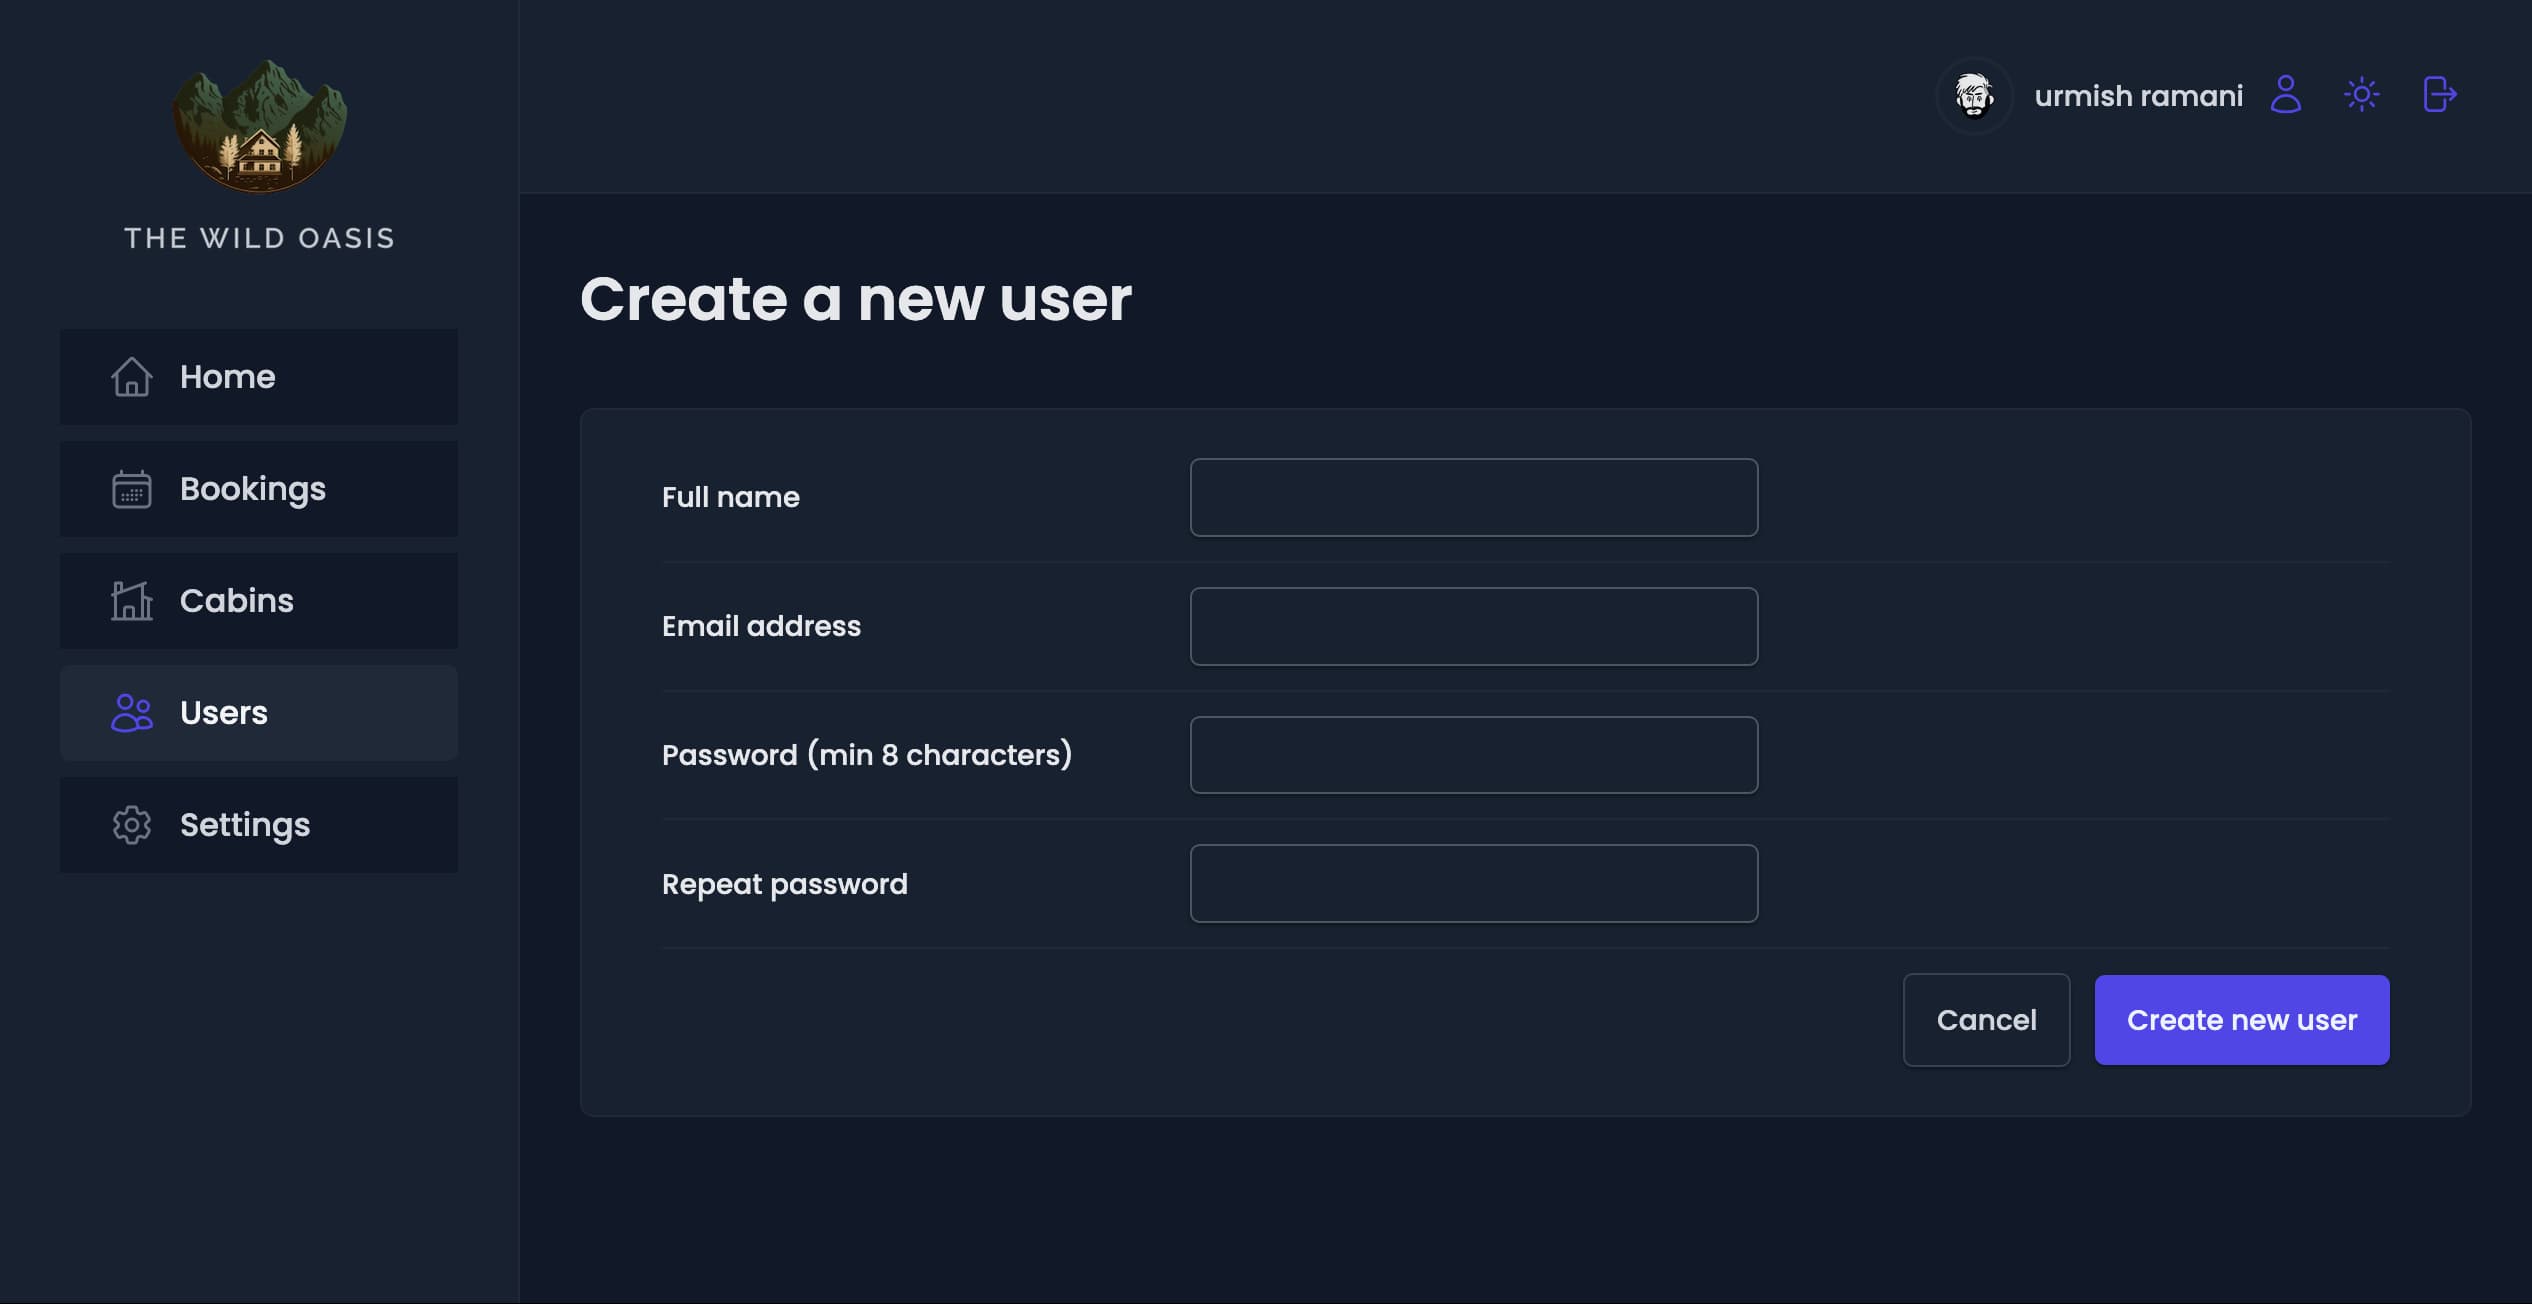 THE WILD OASIS
Home
Bookings
Cabins
Users
Settings
urmish ramani
Create a new user
Full name
Email address
Password (min 8 characters)
Repeat password
Cancel
Create new user